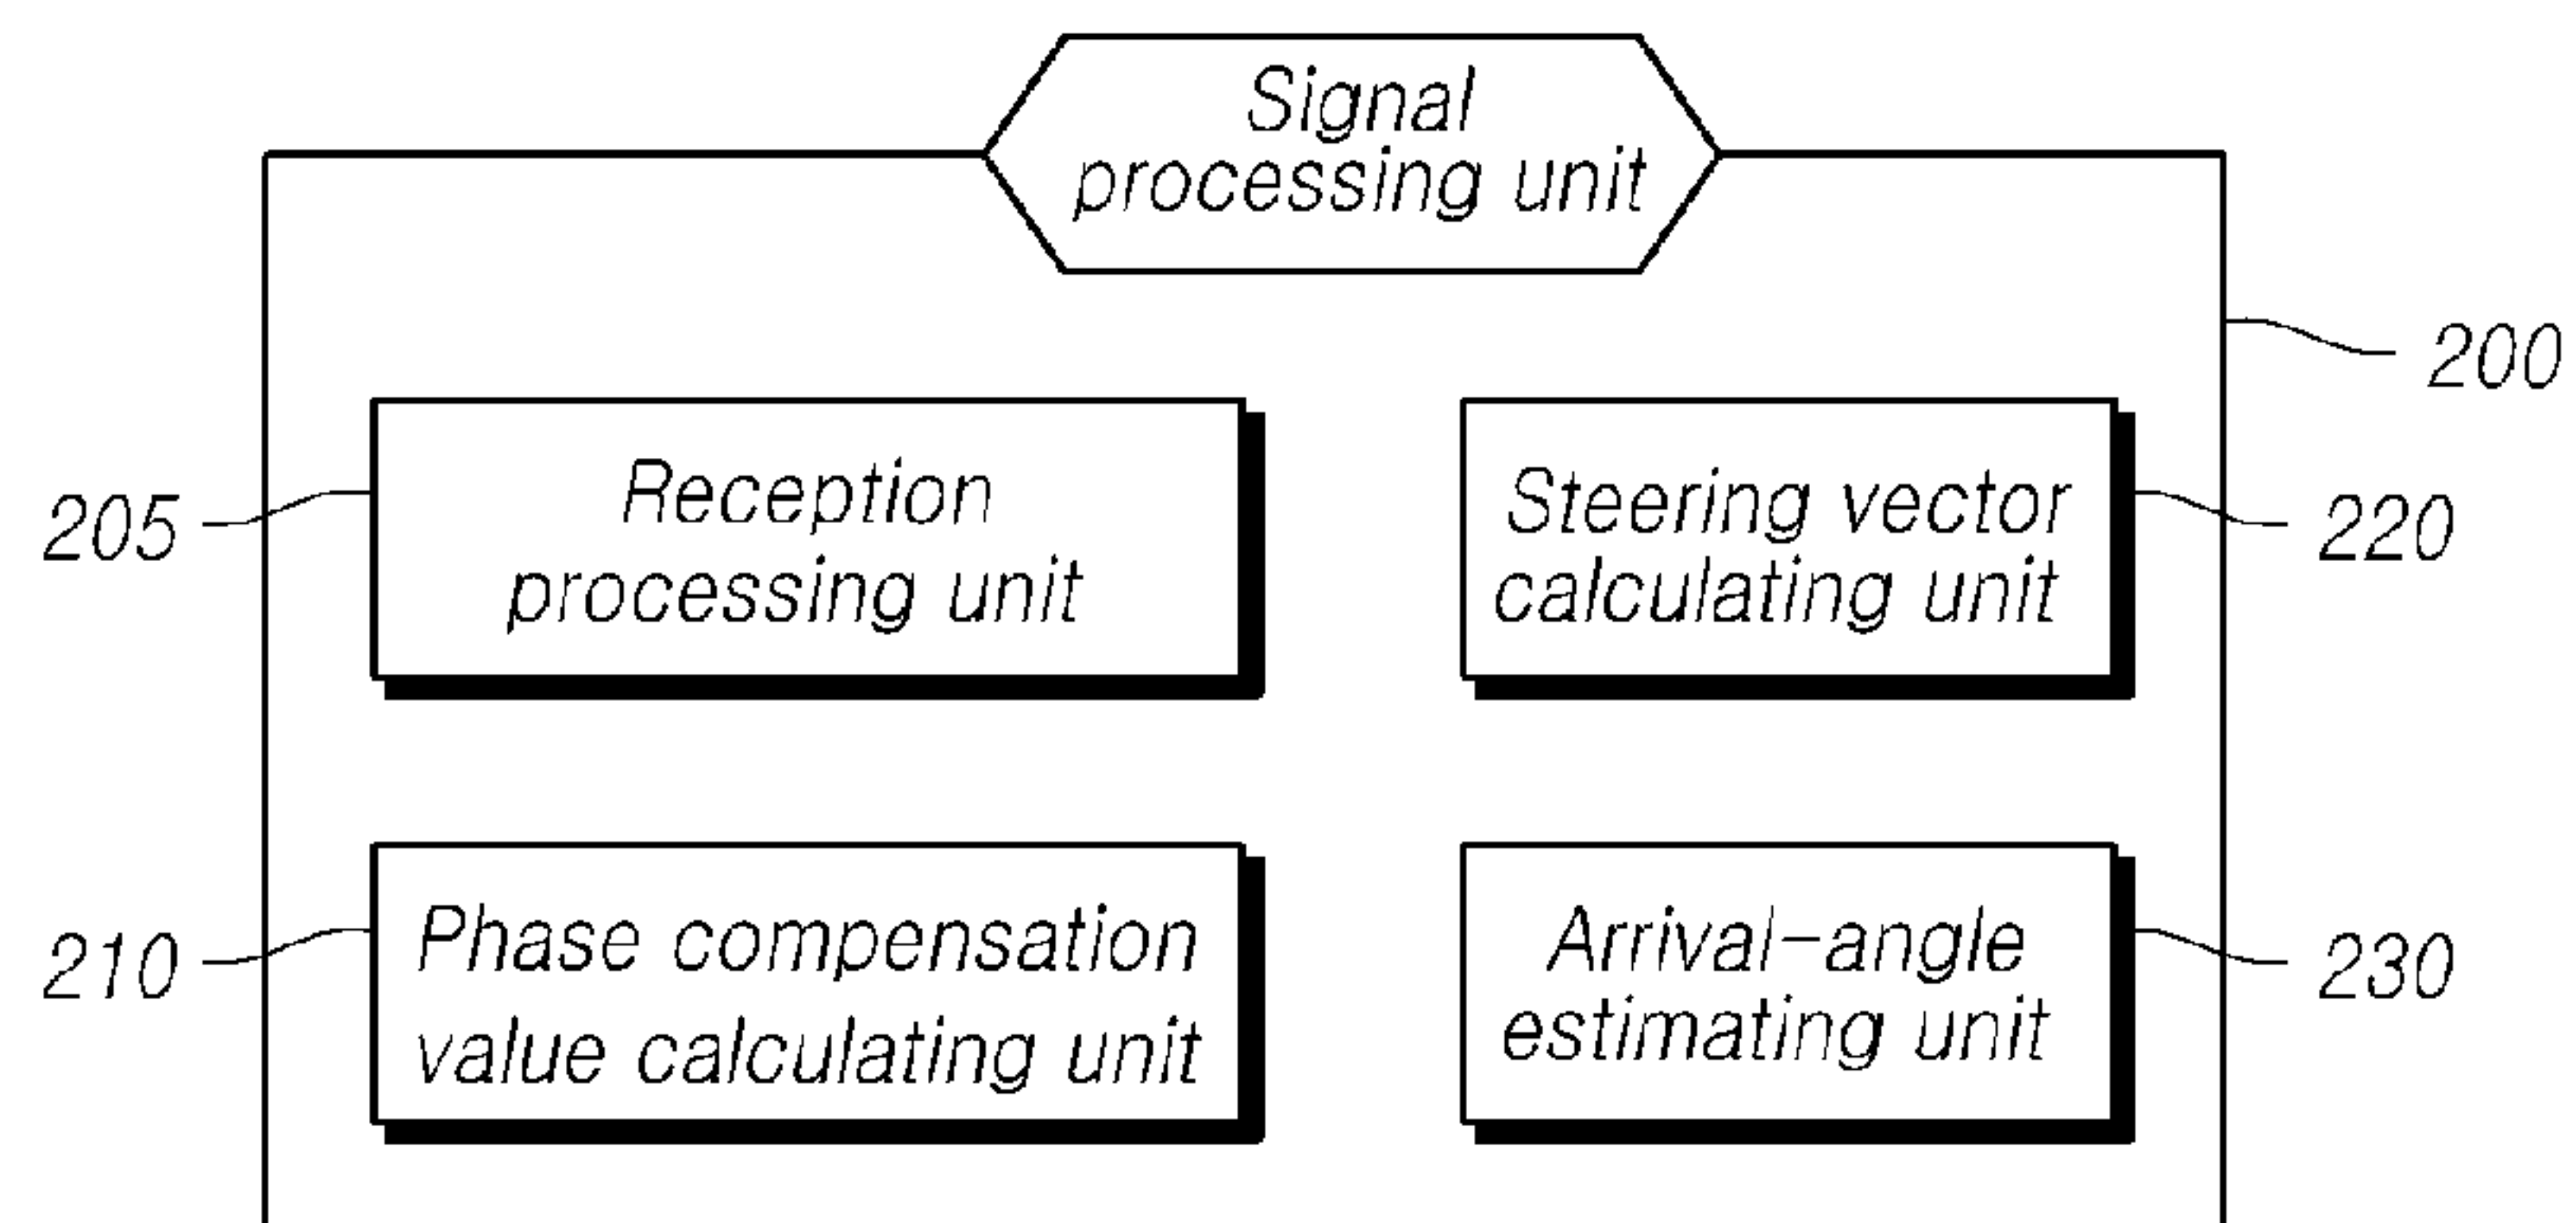 Signal
processing unit
200
205
Reception
processing unit
Steering vector
calculating unit
220
210
Phase compensation
value calculating unit
Arrival-angle
estimating unit
230